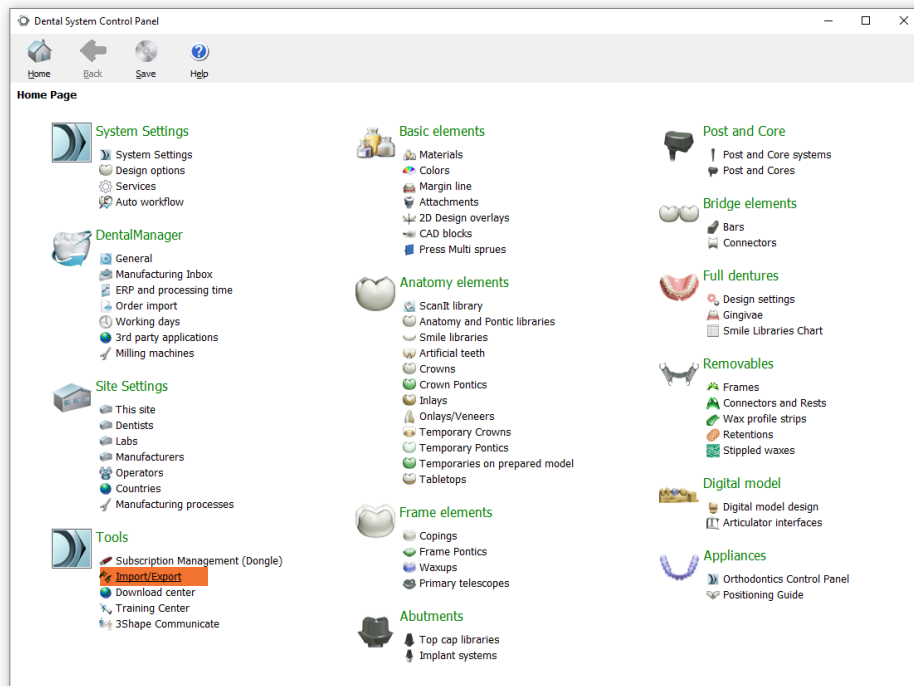 Dental System Control Panel
Home
Back
Save
Help
Home Page
System Settings
System Settings
Design options
Services
Auto workflow
DentalManager
General
Manufacturing Inbox
ERP and processing time
Order import
Working days
3rd party applications
Milling machines
Site Settings
This site
Dentists
Labs
Manufacturers
Operators
Countries
Manufacturing processes
Tools
Subscription Management (Dongle)
Import/Export
Download center
Training Center
3Shape Communicate
Basic elements
Materials
Colors
Margin line
Attachments
2D Design overlays
CAD blocks
Press Multi sprues
Anatomy elements
ScanIt library
Anatomy and Pontic libraries
Smile libraries
Artificial teeth
Crowns
Crown Pontics
Inlays
Onlays/Veneers
Temporary Crowns
Temporary Pontics
Temporaries on prepared model
Tabletops
Frame elements
Copings
Frame Pontics
Waxups
Primary telescopes
Abutments
Top cap libraries
Implant systems
Post and Core
Post and Core systems
Post and Cores
Bridge elements
Bars
Connectors
Full dentures
Design settings
Gingivae
Smile Libraries Chart
Removables
Frames
Connectors and Rests
Wax profile strips
Retentions
Stippled waxes
Digital model
Digital model design
Articulator interfaces
Appliances
Orthodontics Control Panel
Positioning Guide